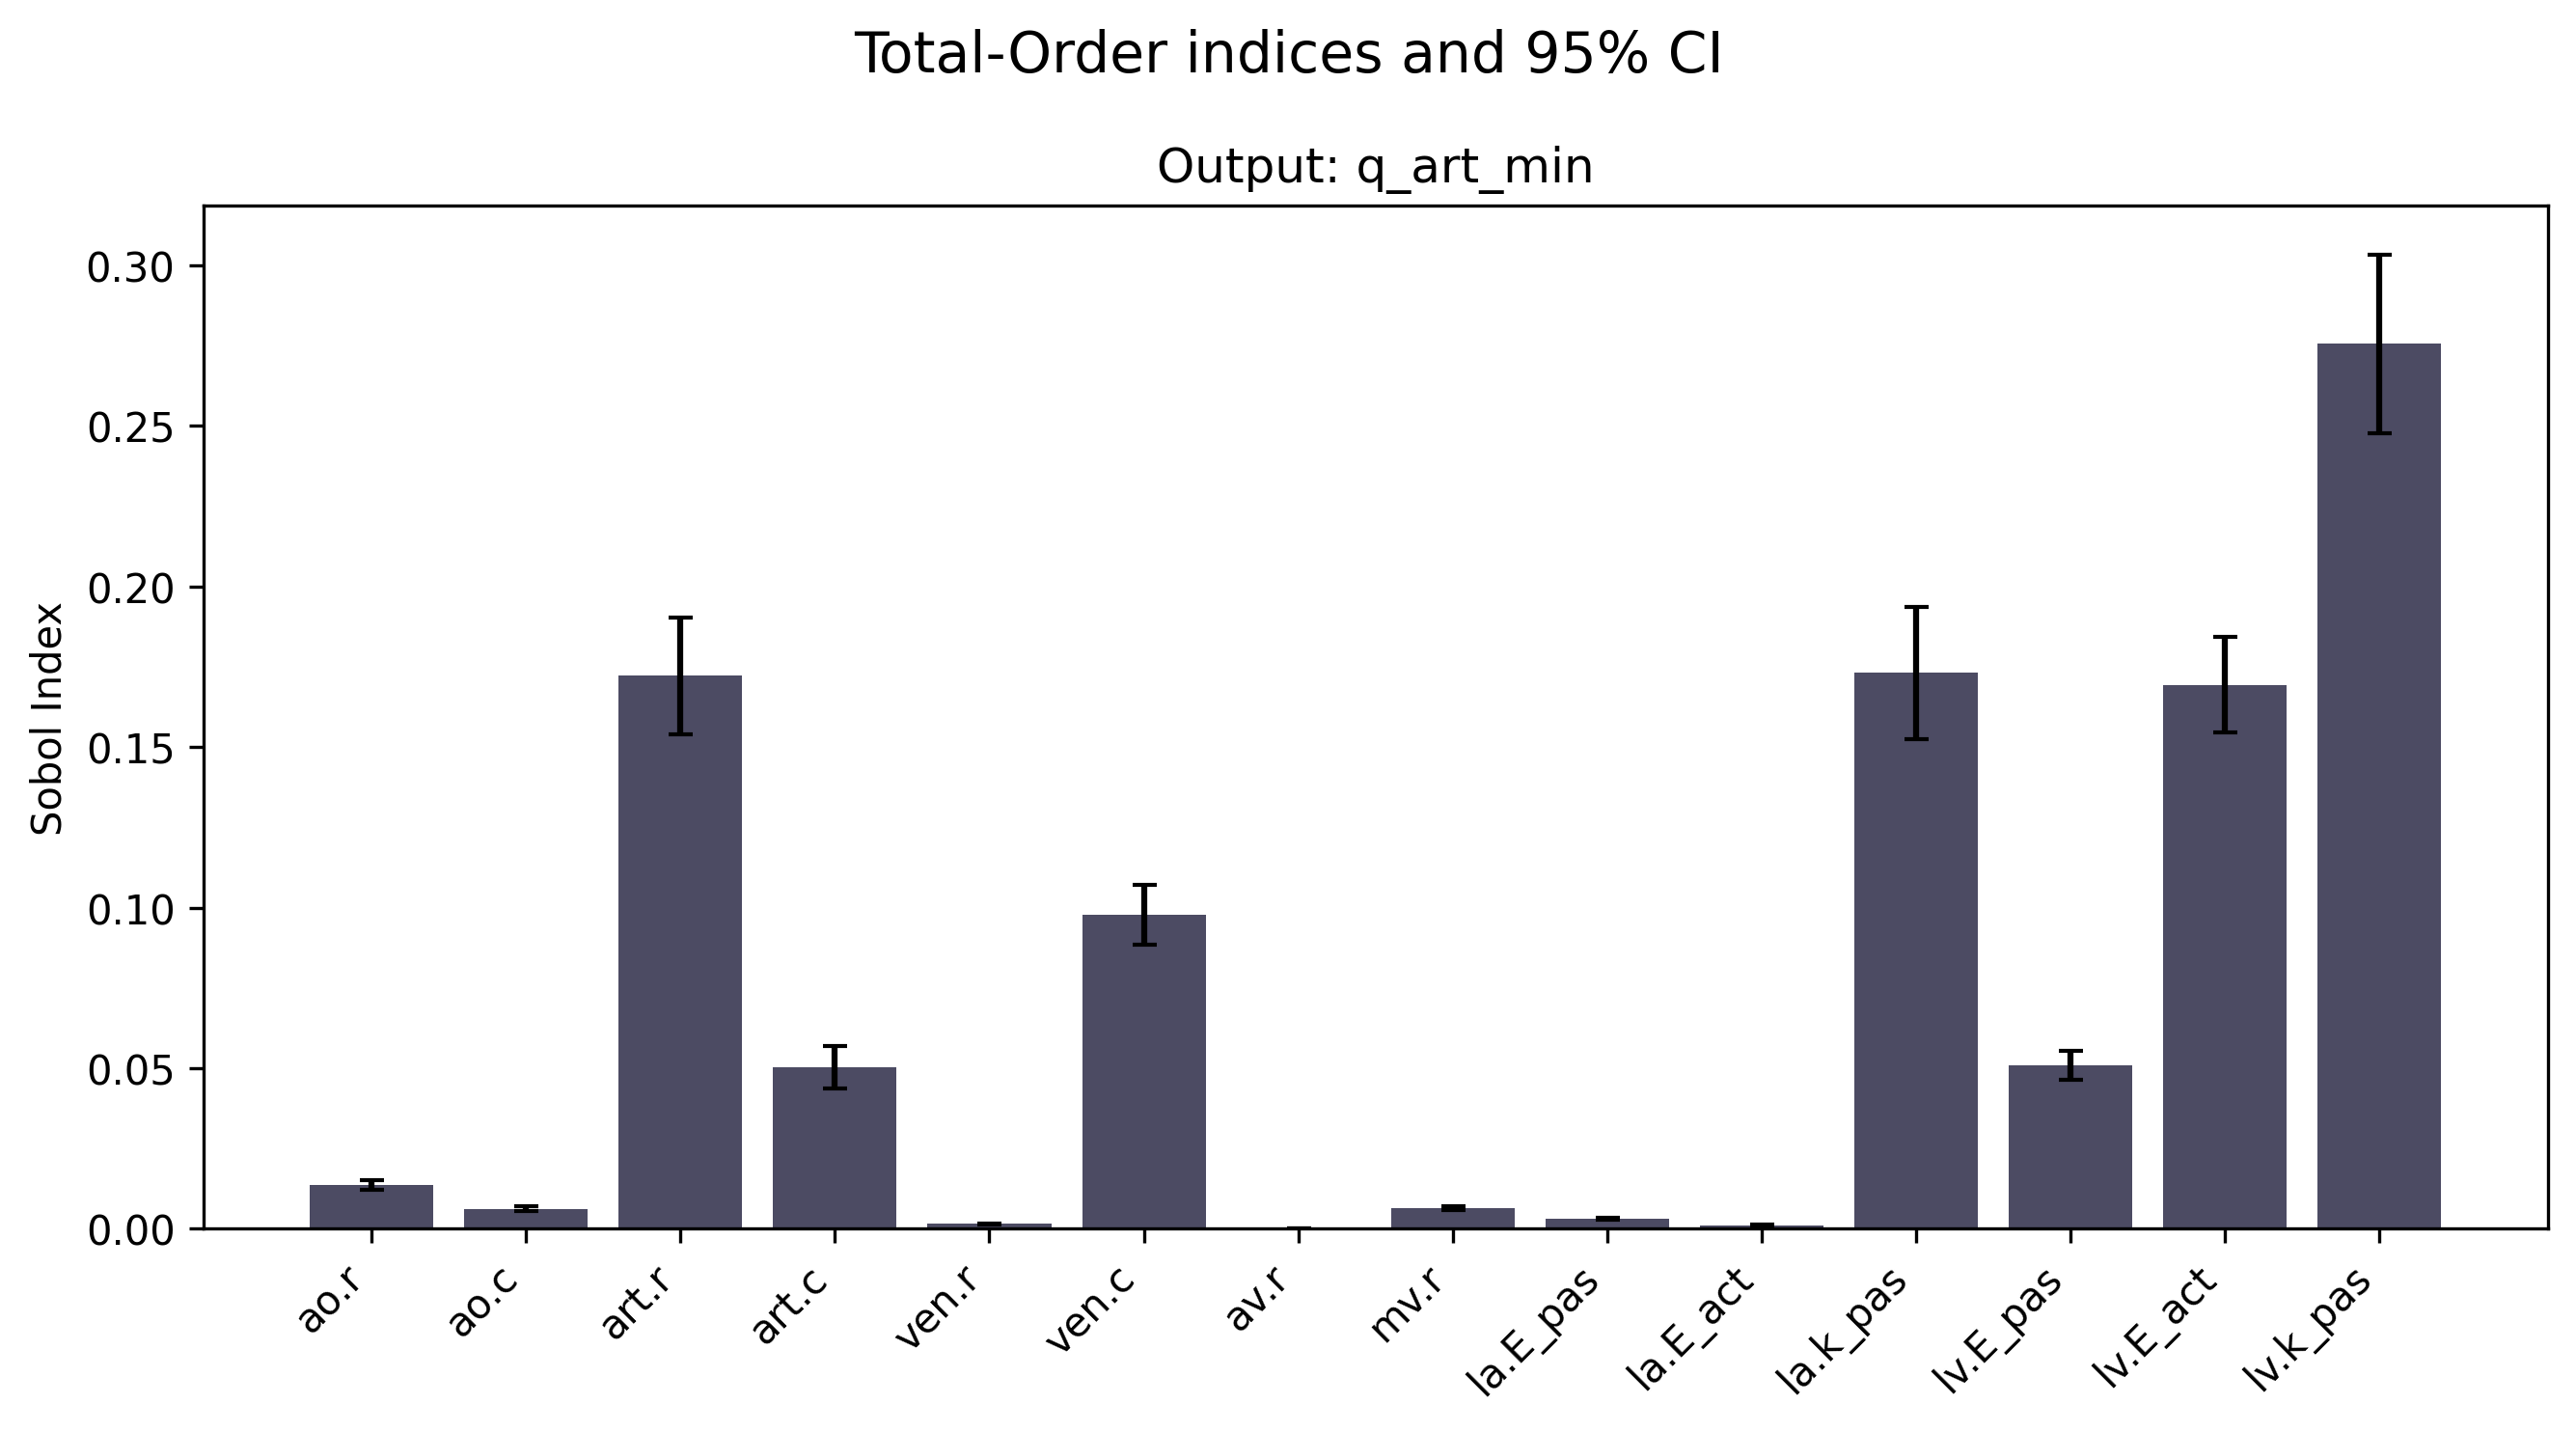 Total-Order indices and 95% CI
Output: q_art_min
Sobol Index
0.30
0.25
0.20
0.15
0.10
0.05
0.00
ao.r
ao.c
art.r
art.c
ven.r
ven.c
av.r
mv.r
la.E_pas
la.E_act
la.k_pas
lv.E_pas
lv.E_act
lv.k_pas